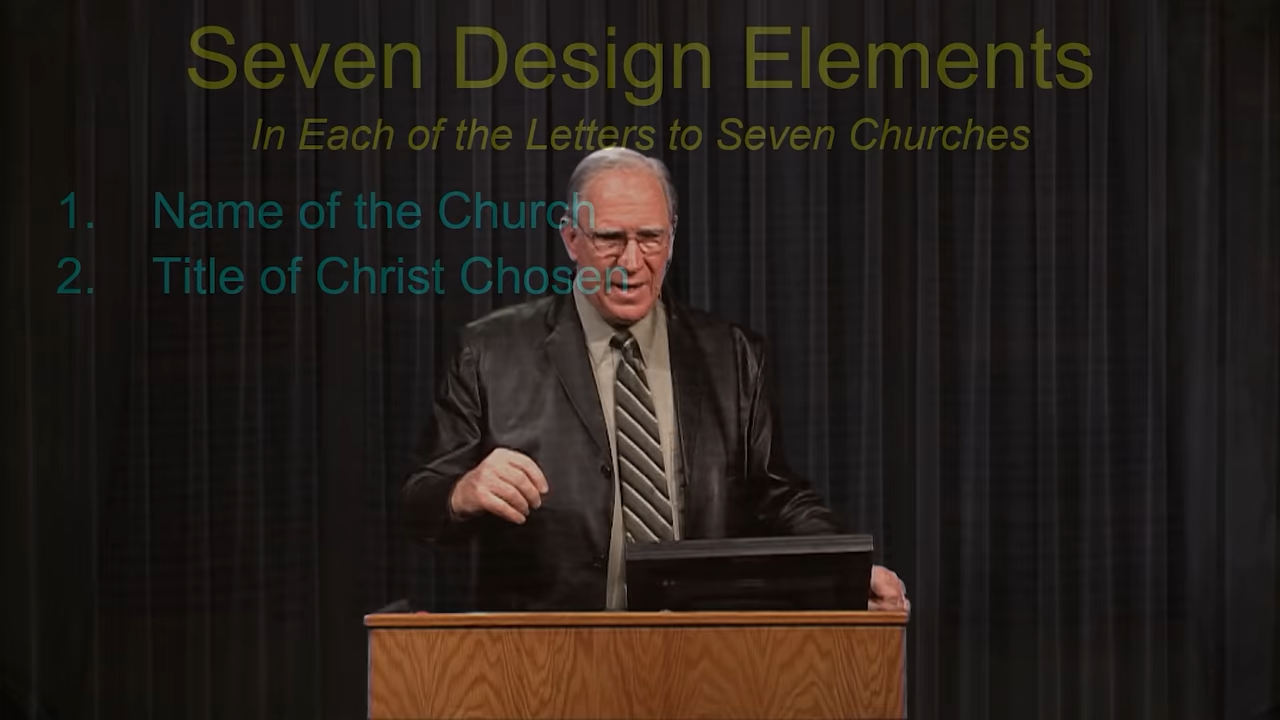 Seven Design Elements
In Each of the Letters to Seven Churches
1. Name of the Church
2. Title of Christ Chosen